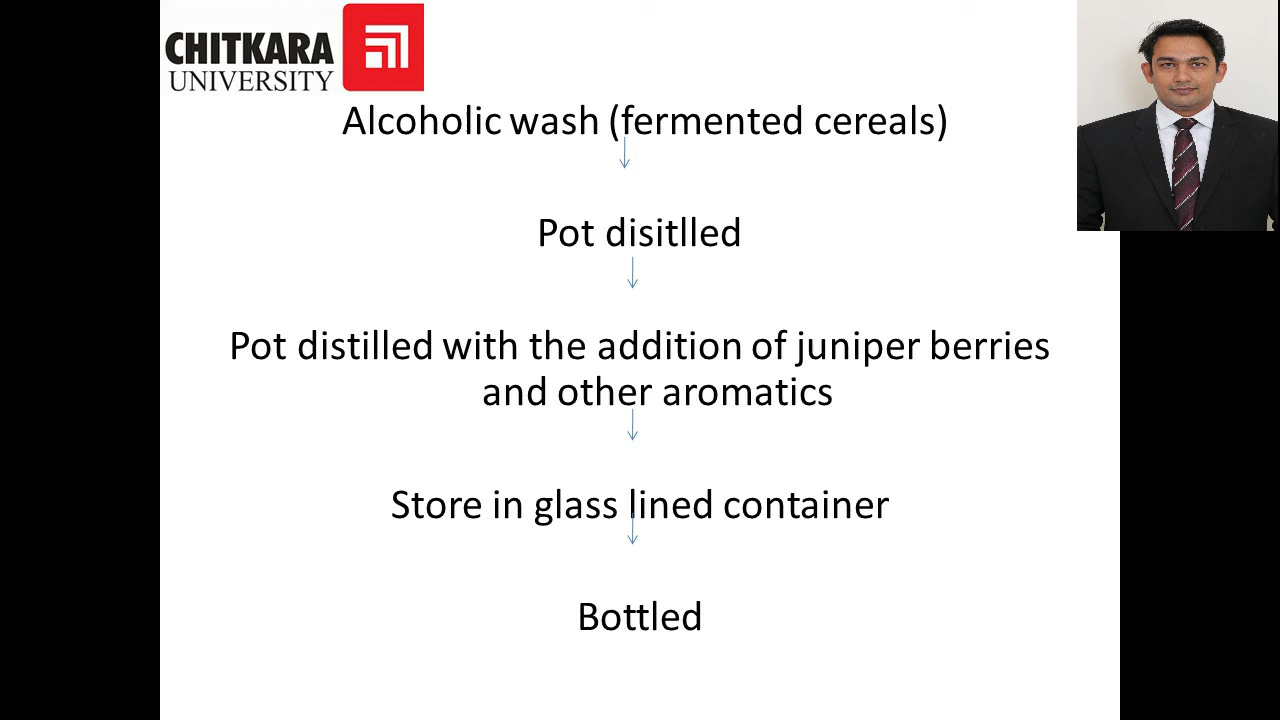 CHITKARA
UNIVERSITY
Alcoholic wash (fermented cereals)
Pot disitlled
Pot distilled with the addition of juniper berries
and other aromatics
Store in glass lined container
Bottled